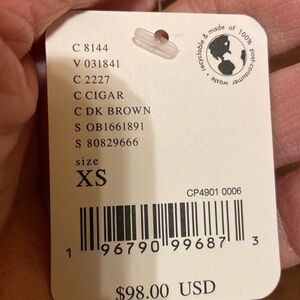 recyclable & made of 100% post-consumer waste •
C 8144
V 031841
C 2227
C CIGAR
C DK BROWN
S OB1661891
S 80829666
size
XS
CP4901 0006
1 96790 99687 3
$98.00 USD